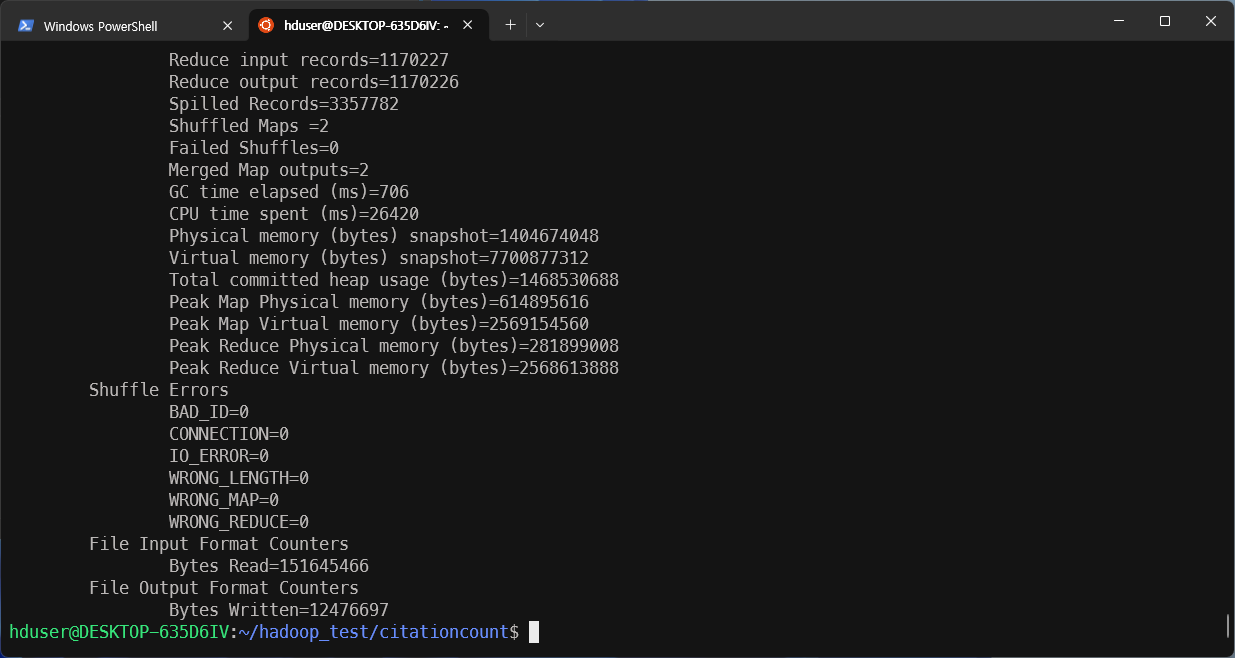 Windows PowerShell
hduser@DESKTOP-635D6IV: ~
Reduce input records=1170227
Reduce output records=1170226
Spilled Records=3357782
Shuffled Maps =2
Failed Shuffles=0
Merged Map outputs=2
GC time elapsed (ms)=706
CPU time spent (ms)=26420
Physical memory (bytes) snapshot=1404674048
Virtual memory (bytes) snapshot=7700877312
Total committed heap usage (bytes)=1468530688
Peak Map Physical memory (bytes)=614895616
Peak Map Virtual memory (bytes)=2569154560
Peak Reduce Physical memory (bytes)=281899008
Peak Reduce Virtual memory (bytes)=2568613888
Shuffle Errors
BAD_ID=0
CONNECTION=0
IO_ERROR=0
WRONG_LENGTH=0
WRONG_MAP=0
WRONG_REDUCE=0
File Input Format Counters
Bytes Read=151645466
File Output Format Counters
Bytes Written=12476697
hduser@DESKTOP-635D6IV:~/hadoop_test/citationcount$